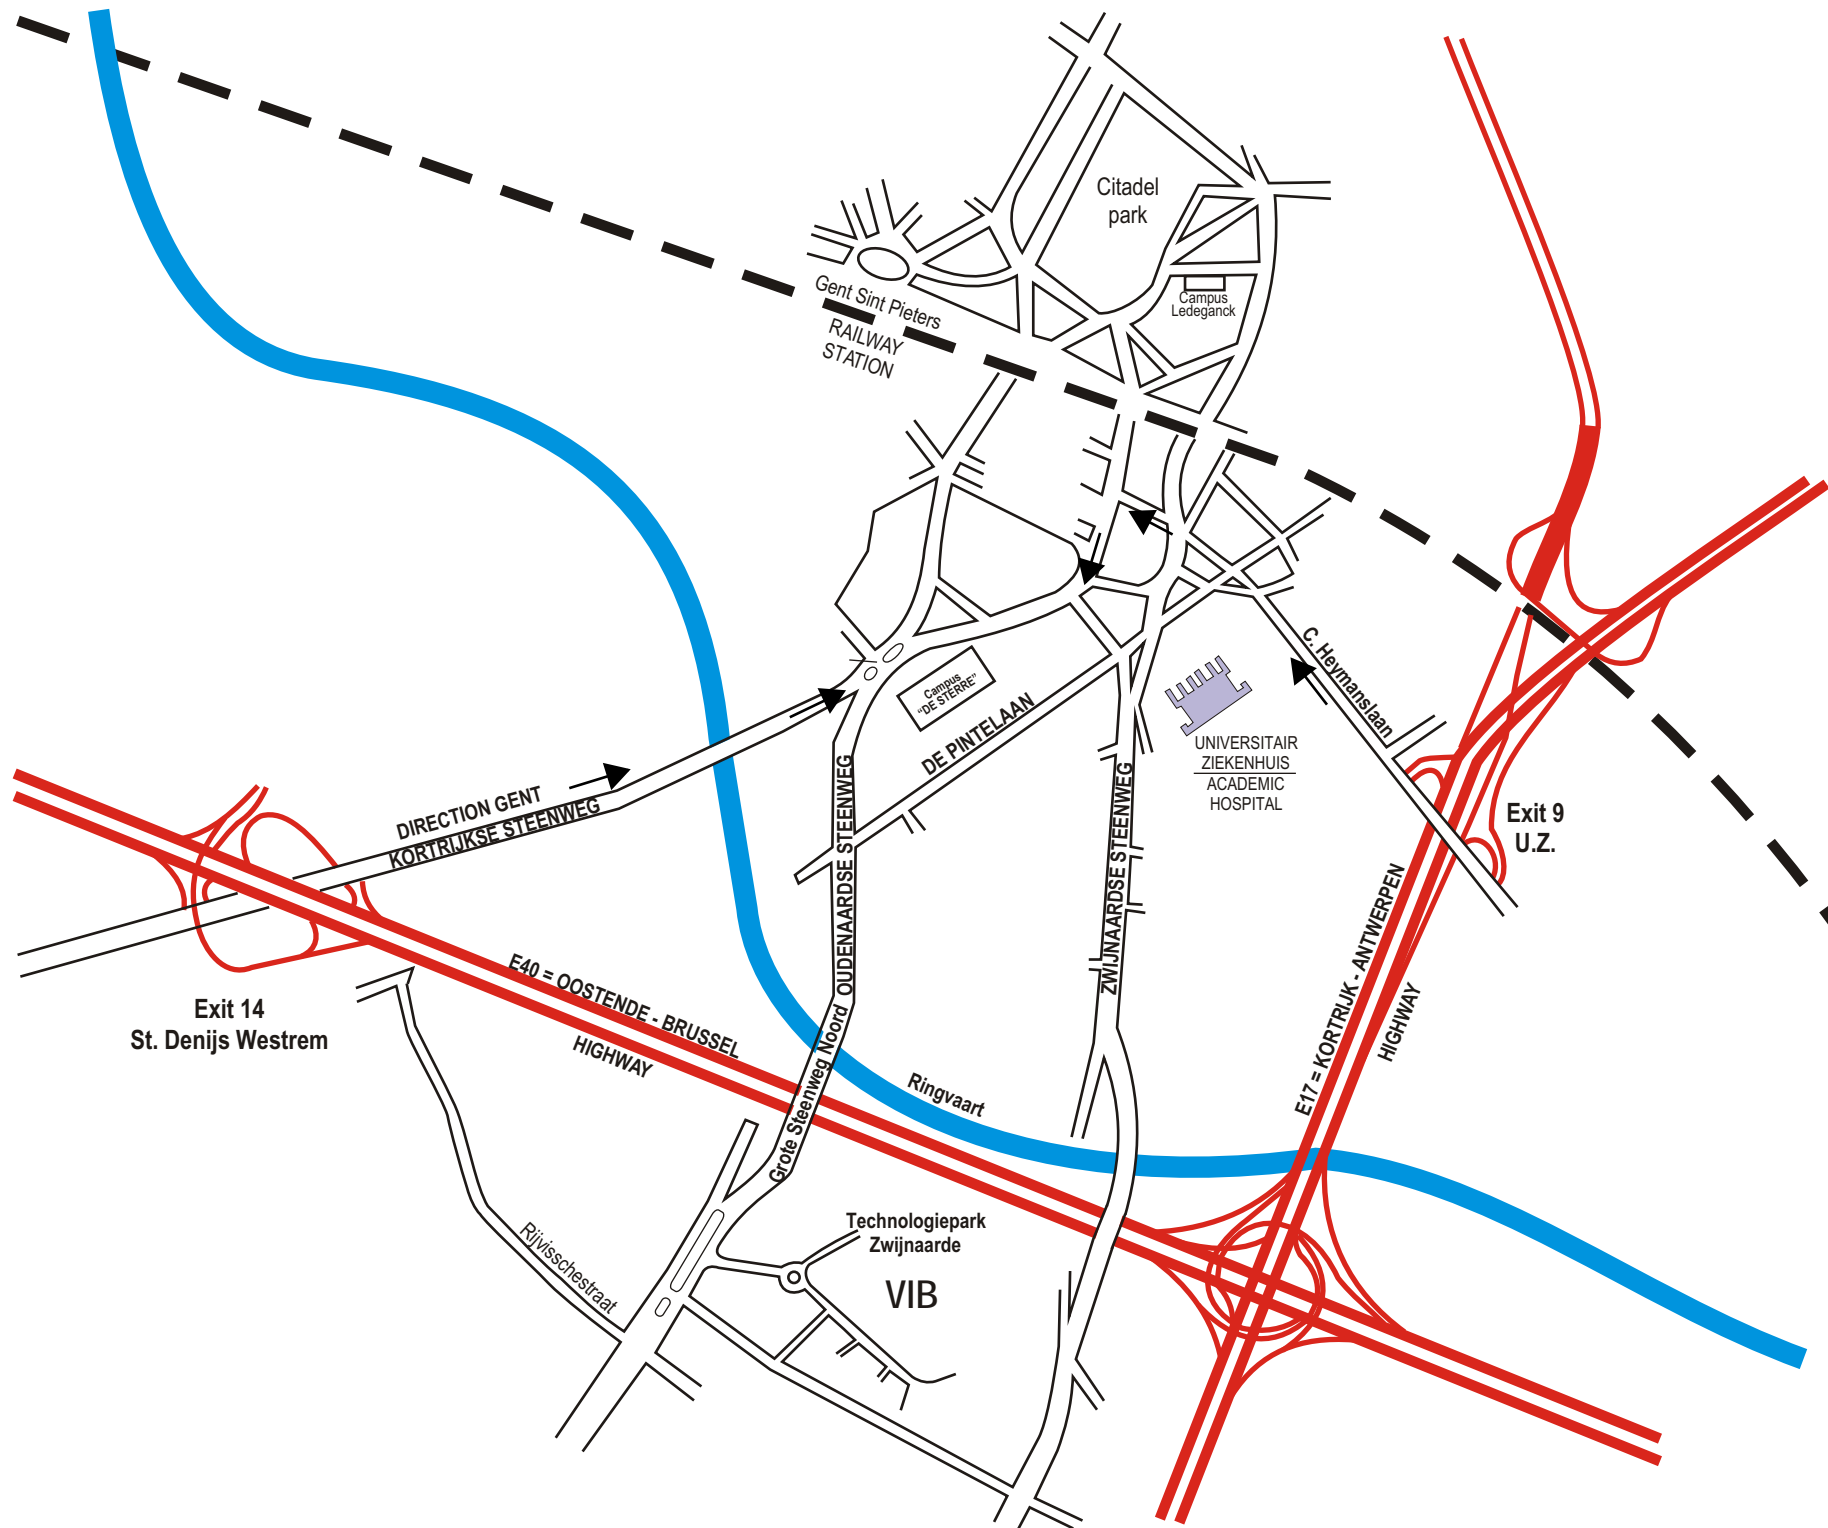 Citadel
park
Campus
Ledeganck
Gent Sint Pieters
RAILWAY
STATION
C. Heymanslaan
Campus
"DE STERRE"
DE PINTELAAN
UNIVERSITAIR
ZIEKENHUIS
ACADEMIC
HOSPITAL
DIRECTION GENT
KORTRIJKSE STEENWEG
OUDENAARDSE STEENWEG
ZWIJNAARDSE STEENWEG
Exit 9
U.Z.
E17 = KORTRIJK - ANTWERPEN
HIGHWAY
Exit 14
St. Denijs Westrem
E40 = OOSTENDE - BRUSSEL
HIGHWAY
Grote Steenweg Noord
Ringvaart
Rijvisschestraat
Technologiepark
Zwijnaarde
VIB